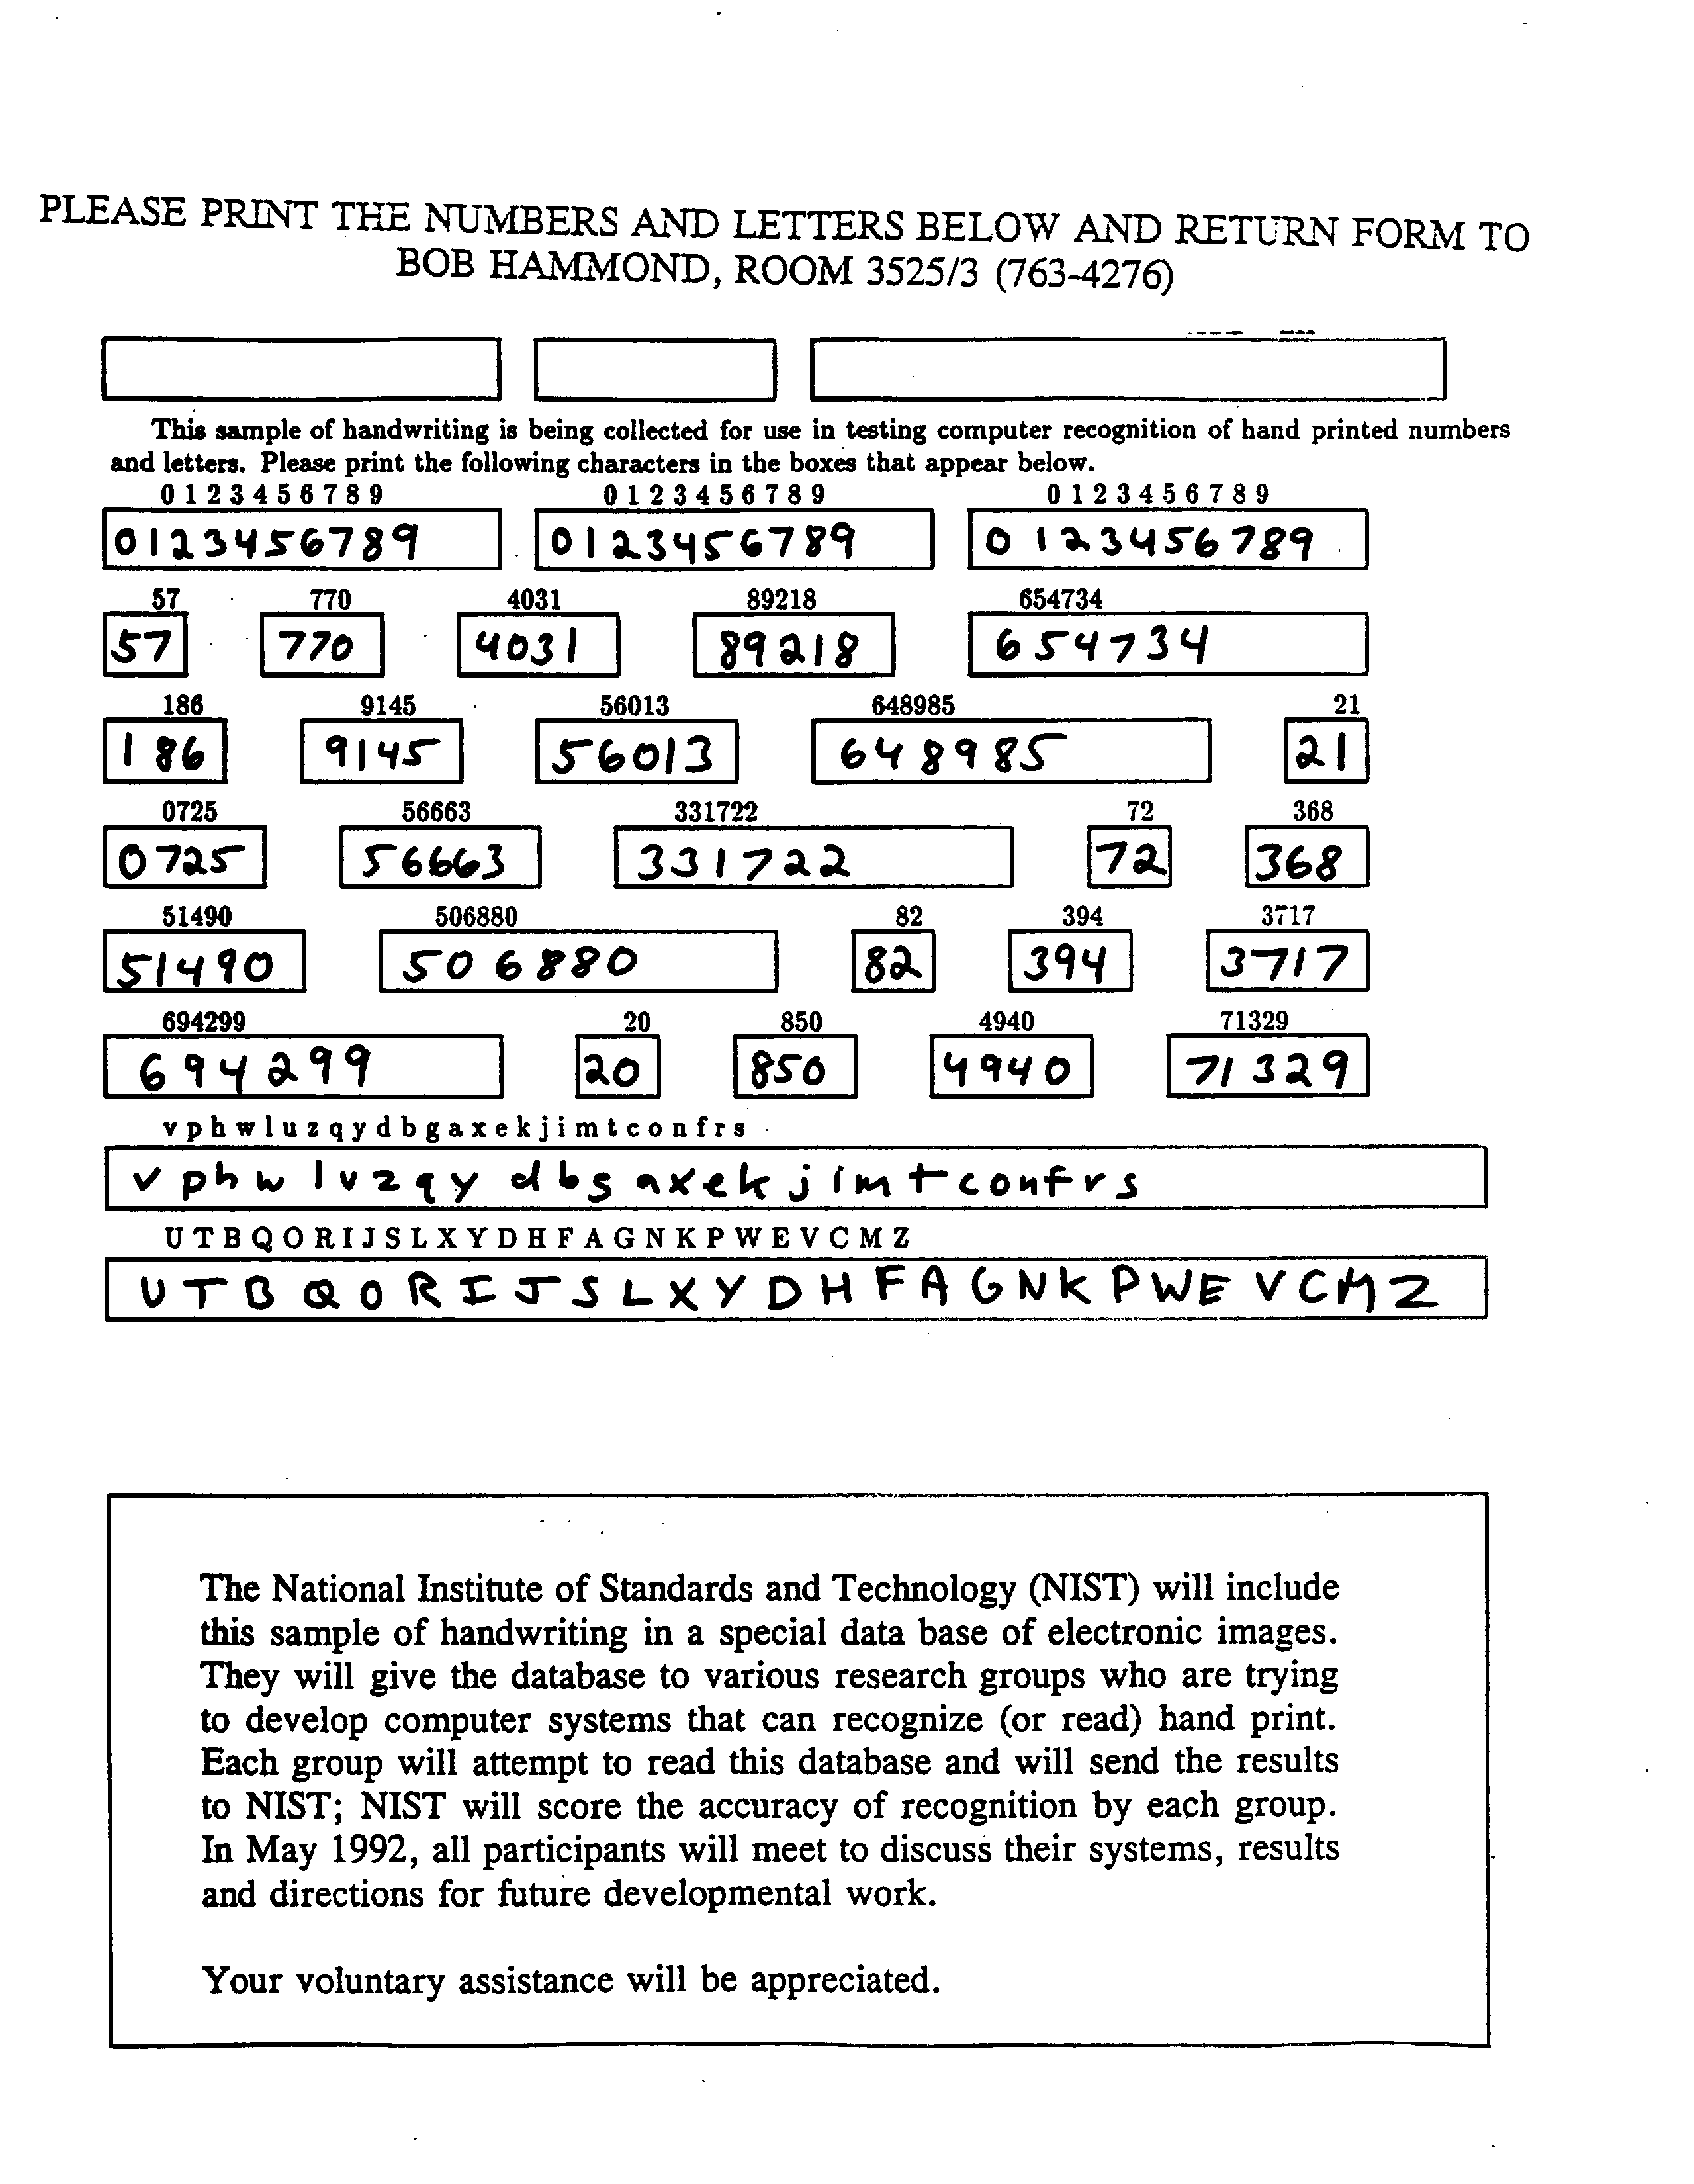 PLEASE PRINT THE NUMBERS AND LETTERS BELOW AND RETURN FORM TO
BOB HAMMOND, ROOM 3525/3 (763-4276)
This sample of handwriting is being collected for use in testing computer recognition of hand printed numbers
and letters. Please print the following characters in the boxes that appear below.
0 1 2 3 4 5 6 7 8 9 0 1 2 3 4 5 6 7 8 9 0 1 2 3 4 5 6 7 8 9
0123456789 0123456789 0123456789
57 770 4031 89218 654734
57 770 4031 89218 654734
186 9145 56013 648985 21
186 9145 56013 648985 21
0725 56663 331722 72 368
0725 56663 331722 72 368
51490 506880 82 394 3717
51490 506880 82 394 3717
694299 20 850 4940 71329
694299 20 850 4940 71329
v p h w l u z q y d b g a x e k j i m t c o n f r s
v p h w l v z q y d b g a x e k j i m t c o n f r s
U T B Q O R I J S L X Y D H F A G N K P W E V C M Z
U T B Q O R I J S L X Y D H F A G N K P W E V C M Z
The National Institute of Standards and Technology (NIST) will include
this sample of handwriting in a special data base of electronic images.
They will give the database to various research groups who are trying
to develop computer systems that can recognize (or read) hand print.
Each group will attempt to read this database and will send the results
to NIST; NIST will score the accuracy of recognition by each group.
In May 1992, all participants will meet to discuss their systems, results
and directions for future developmental work.
Your voluntary assistance will be appreciated.